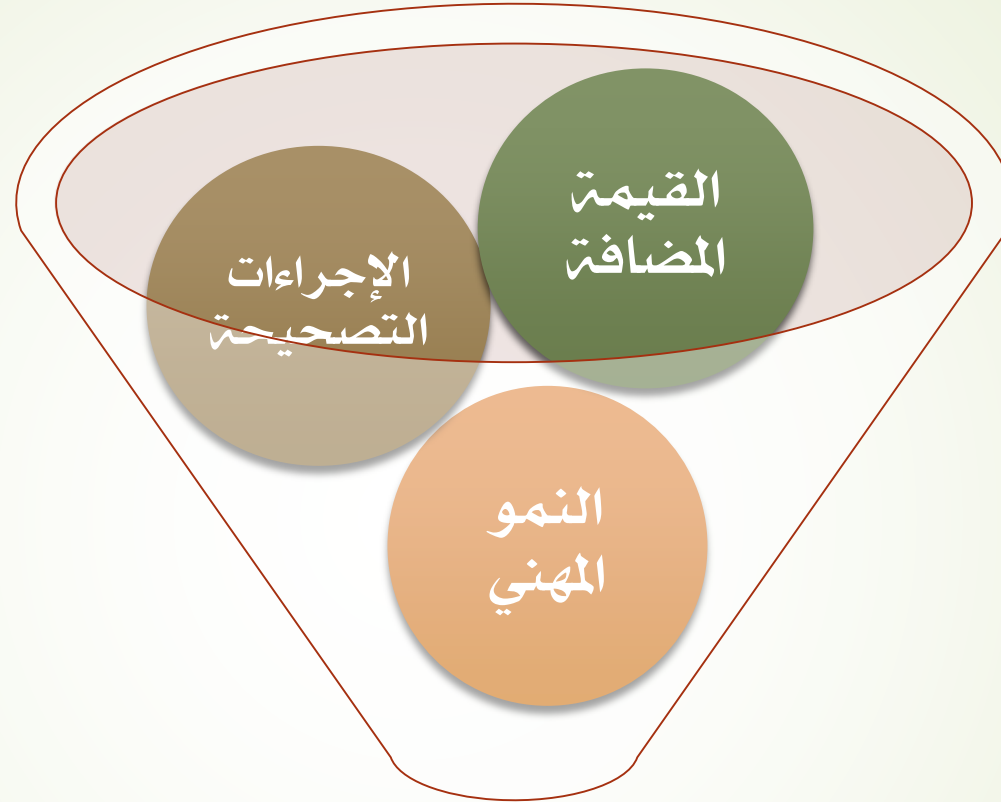 القيمة
المضافة
الإجراءات
التصحيحة
النمو
المهني